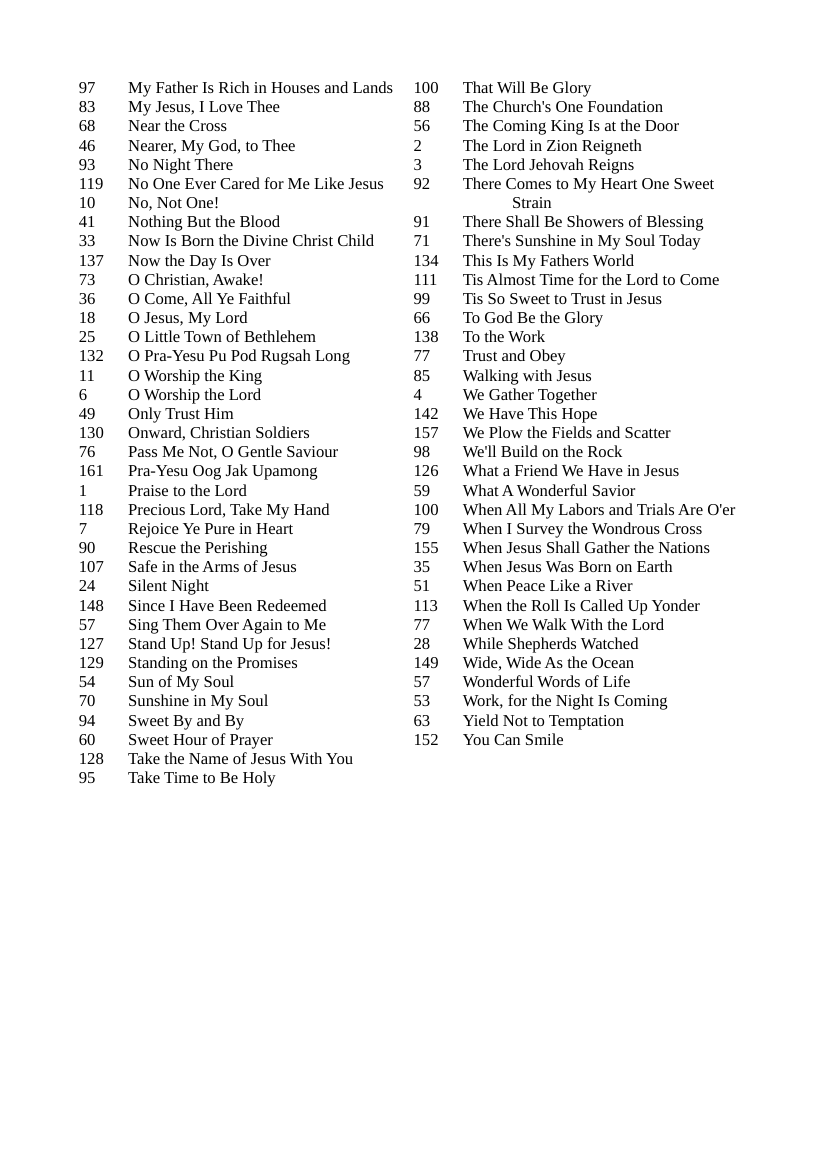 97 My Father Is Rich in Houses and Lands
83 My Jesus, I Love Thee
68 Near the Cross
46 Nearer, My God, to Thee
93 No Night There
119 No One Ever Cared for Me Like Jesus
10 No, Not One!
41 Nothing But the Blood
33 Now Is Born the Divine Christ Child
137 Now the Day Is Over
73 O Christian, Awake!
36 O Come, All Ye Faithful
18 O Jesus, My Lord
25 O Little Town of Bethlehem
132 O Pra-Yesu Pu Pod Rugsah Long
11 O Worship the King
6 O Worship the Lord
49 Only Trust Him
130 Onward, Christian Soldiers
76 Pass Me Not, O Gentle Saviour
161 Pra-Yesu Oog Jak Upamong
1 Praise to the Lord
118 Precious Lord, Take My Hand
7 Rejoice Ye Pure in Heart
90 Rescue the Perishing
107 Safe in the Arms of Jesus
24 Silent Night
148 Since I Have Been Redeemed
57 Sing Them Over Again to Me
127 Stand Up! Stand Up for Jesus!
129 Standing on the Promises
54 Sun of My Soul
70 Sunshine in My Soul
94 Sweet By and By
60 Sweet Hour of Prayer
128 Take the Name of Jesus With You
95 Take Time to Be Holy
100 That Will Be Glory
88 The Church's One Foundation
56 The Coming King Is at the Door
2 The Lord in Zion Reigneth
3 The Lord Jehovah Reigns
92 There Comes to My Heart One Sweet
Strain
91 There Shall Be Showers of Blessing
71 There's Sunshine in My Soul Today
134 This Is My Fathers World
111 Tis Almost Time for the Lord to Come
99 Tis So Sweet to Trust in Jesus
66 To God Be the Glory
138 To the Work
77 Trust and Obey
85 Walking with Jesus
4 We Gather Together
142 We Have This Hope
157 We Plow the Fields and Scatter
98 We'll Build on the Rock
126 What a Friend We Have in Jesus
59 What A Wonderful Savior
100 When All My Labors and Trials Are O'er
79 When I Survey the Wondrous Cross
155 When Jesus Shall Gather the Nations
35 When Jesus Was Born on Earth
51 When Peace Like a River
113 When the Roll Is Called Up Yonder
77 When We Walk With the Lord
28 While Shepherds Watched
149 Wide, Wide As the Ocean
57 Wonderful Words of Life
53 Work, for the Night Is Coming
63 Yield Not to Temptation
152 You Can Smile